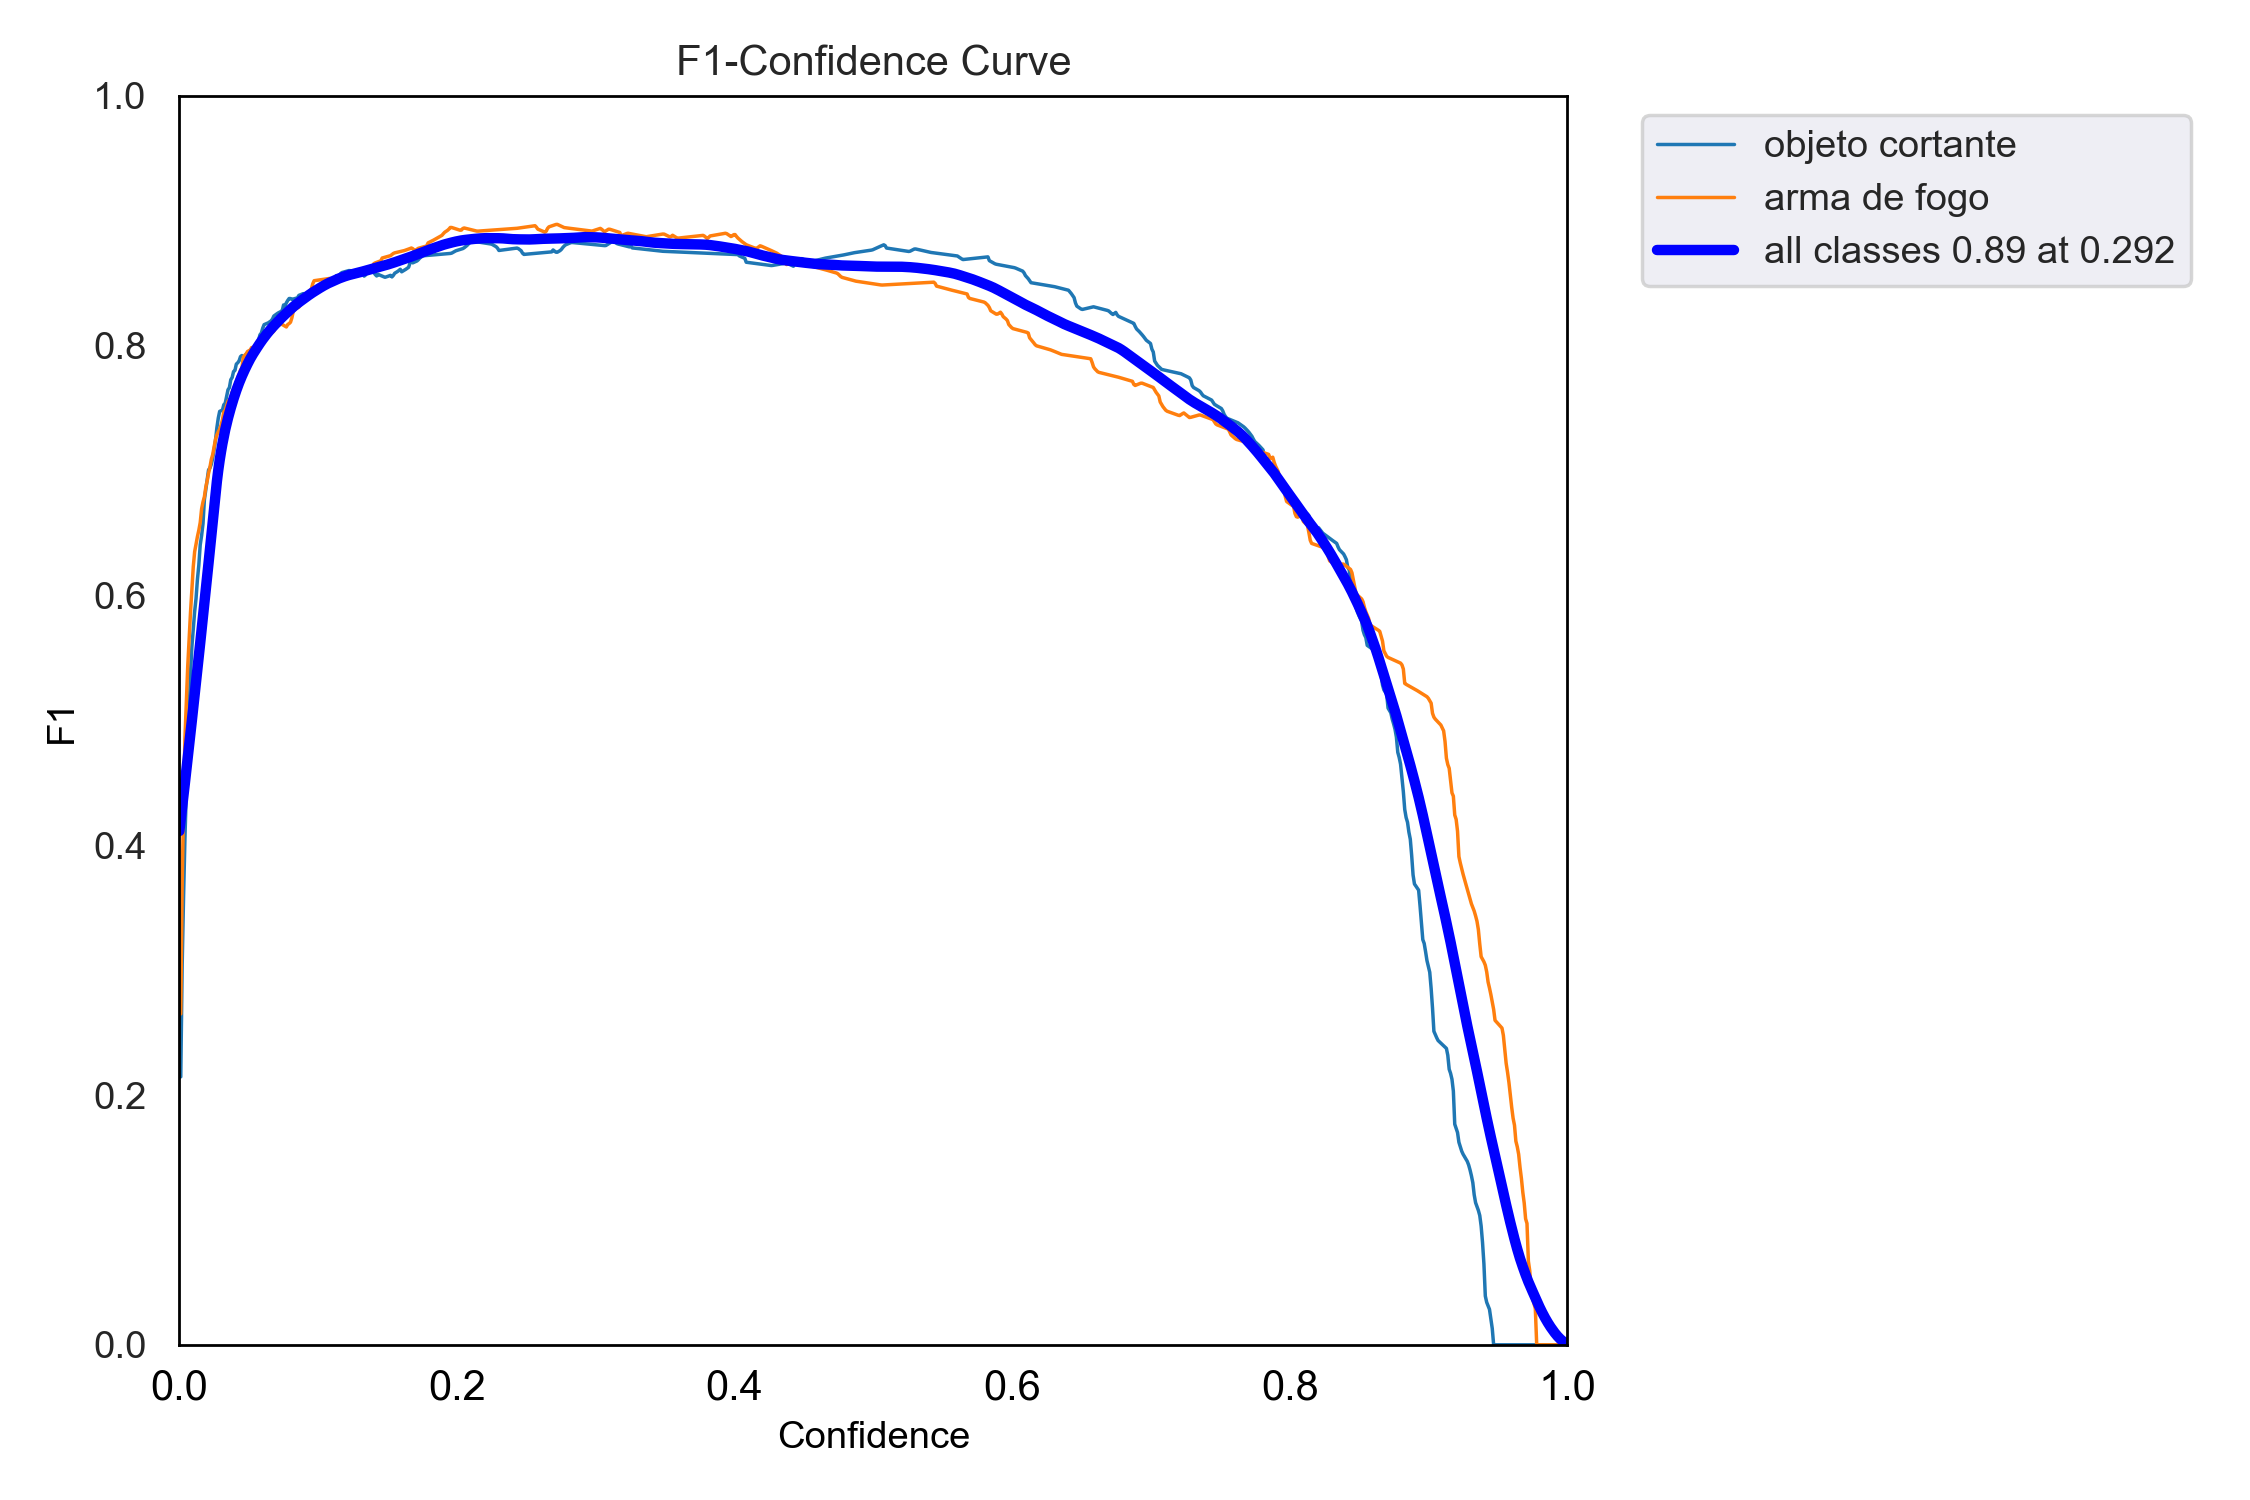 F1-Confidence Curve
1.0
0.8
0.6
0.4
0.2
0.0
F1
0.0 0.2 0.4 0.6 0.8 1.0
Confidence
objeto cortante
arma de fogo
all classes 0.89 at 0.292